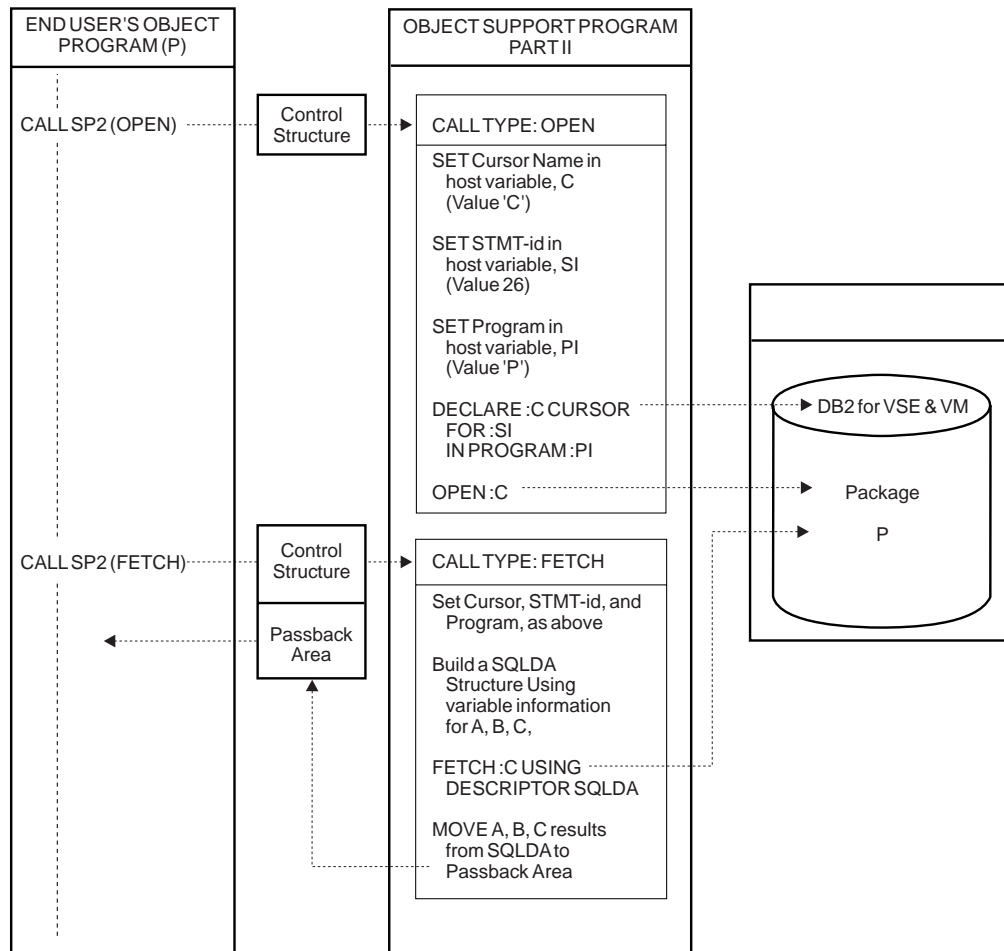 END USER'S OBJECT
PROGRAM (P)
OBJECT SUPPORT PROGRAM
PART II
CALL SP2 (OPEN)
Control
Structure
CALL TYPE: OPEN
SET Cursor Name in
host variable, C
(Value 'C')
SET STMT-id in
host variable, SI
(Value 26)
SET Program in
host variable, PI
(Value 'P')
DECLARE :C CURSOR
FOR :SI
IN PROGRAM :PI
OPEN :C
DB2 for VSE & VM
Package
P
CALL SP2 (FETCH)
Control
Structure
Passback
Area
CALL TYPE: FETCH
Set Cursor, STMT-id, and
Program, as above
Build a SQLDA
Structure Using
variable information
for A, B, C,
FETCH :C USING
DESCRIPTOR SQLDA
MOVE A, B, C results
from SQLDA to
Passback Area